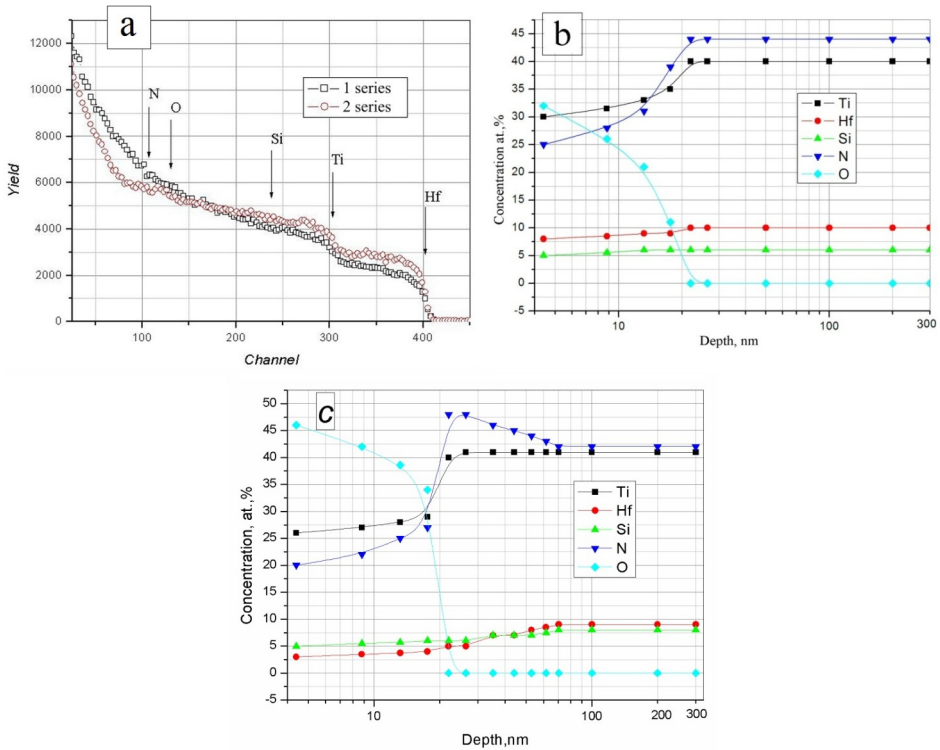 a
12000
10000
8000
6000
4000
2000
0
Yield
100
200
300
400
Channel
N
O
Si
Ti
Hf
1 series
2 series
b
45
40
35
30
25
20
15
10
5
0
-5
Concentration at.,%
10
100
300
Depth, nm
Ti
Hf
Si
N
O
c
50
45
40
35
30
25
20
15
10
5
0
-5
Concentration, at.,%
10
100
200
300
Depth,nm
Ti
Hf
Si
N
O